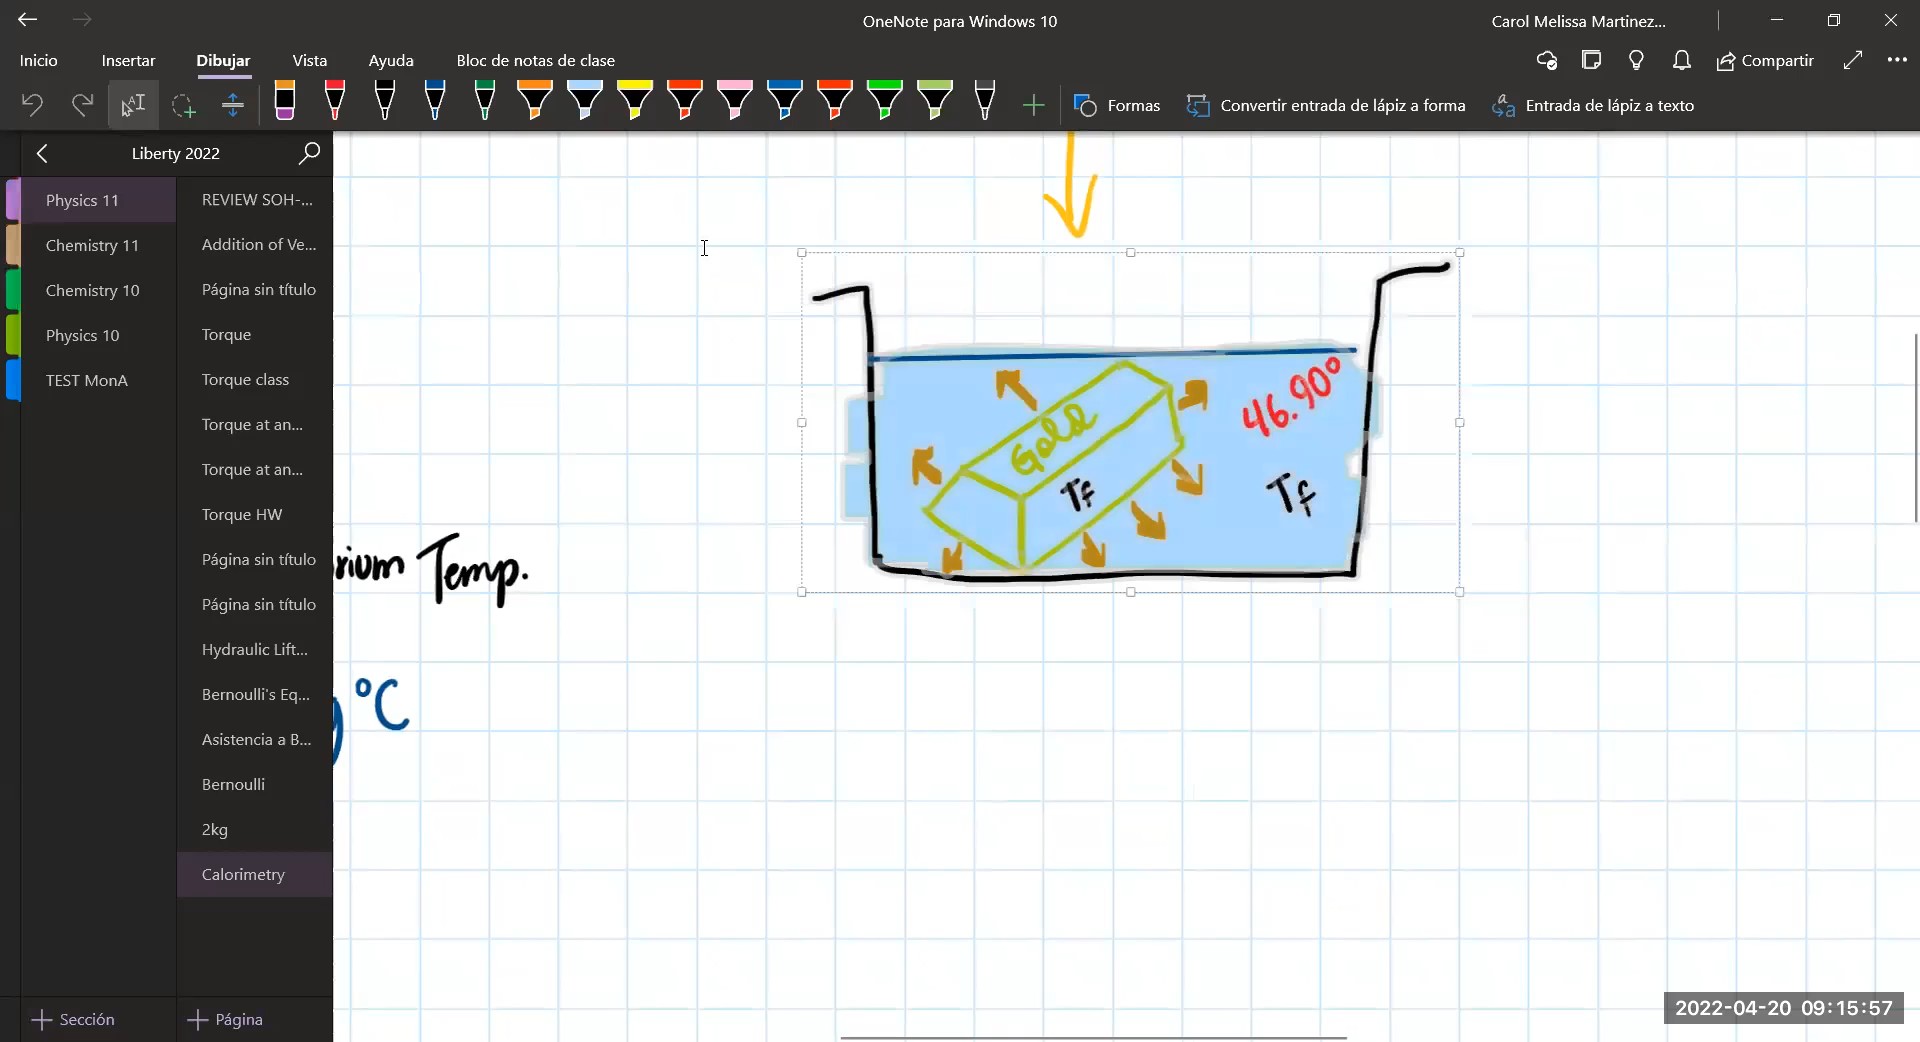 OneNote para Windows 10
Carol Melissa Martinez...
Inicio
Insertar
Dibujar
Vista
Ayuda
Bloc de notas de clase
Compartir
Formas
Convertir entrada de lápiz a forma
Entrada de lápiz a texto
Liberty 2022
Physics 11
Chemistry 11
Chemistry 10
Physics 10
TEST MonA
REVIEW SOH-...
Addition of Ve...
Página sin título
Torque
Torque class
Torque at an...
Torque at an...
Torque HW
Página sin título
Página sin título
Hydraulic Lift...
Bernoulli's Eq...
Asistencia a B...
Bernoulli
2kg
Calorimetry
Sección
Página
46.90°
Gold
Tf
Tf
rium Temp.
°C
2022-04-20 09:15:57